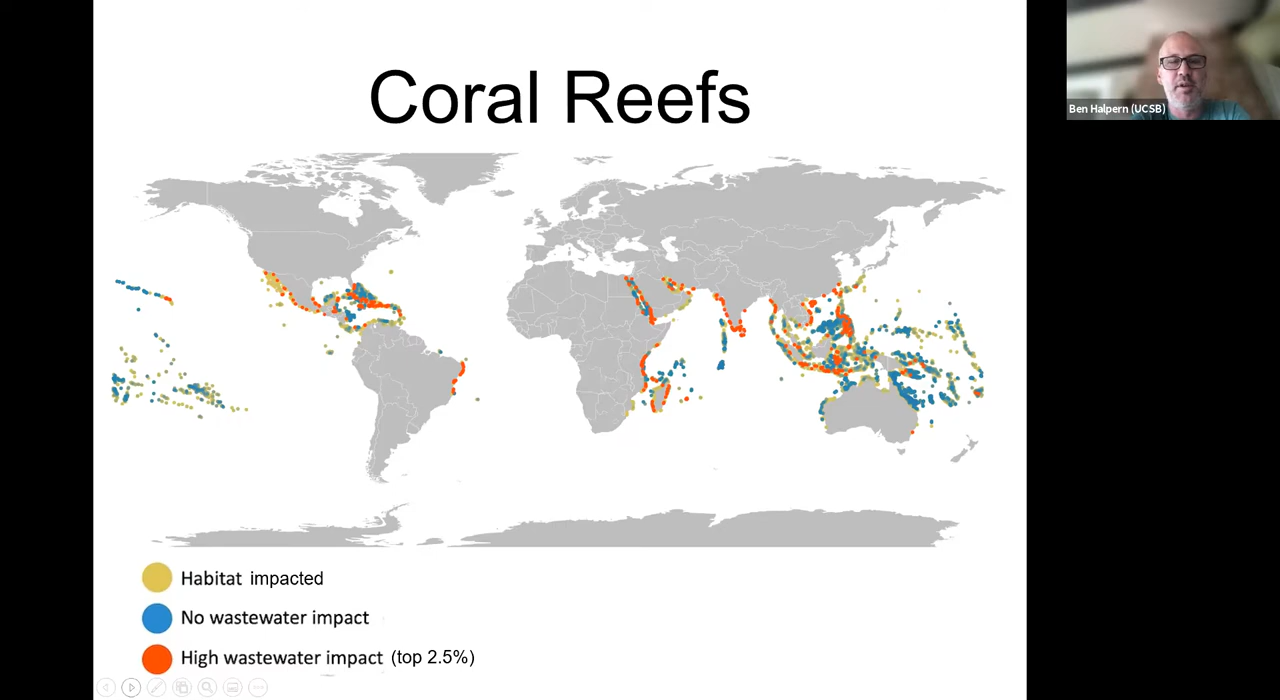 Coral Reefs
Ben Halpern (UCSB)
Habitat impacted
No wastewater impact
High wastewater impact (top 2.5%)